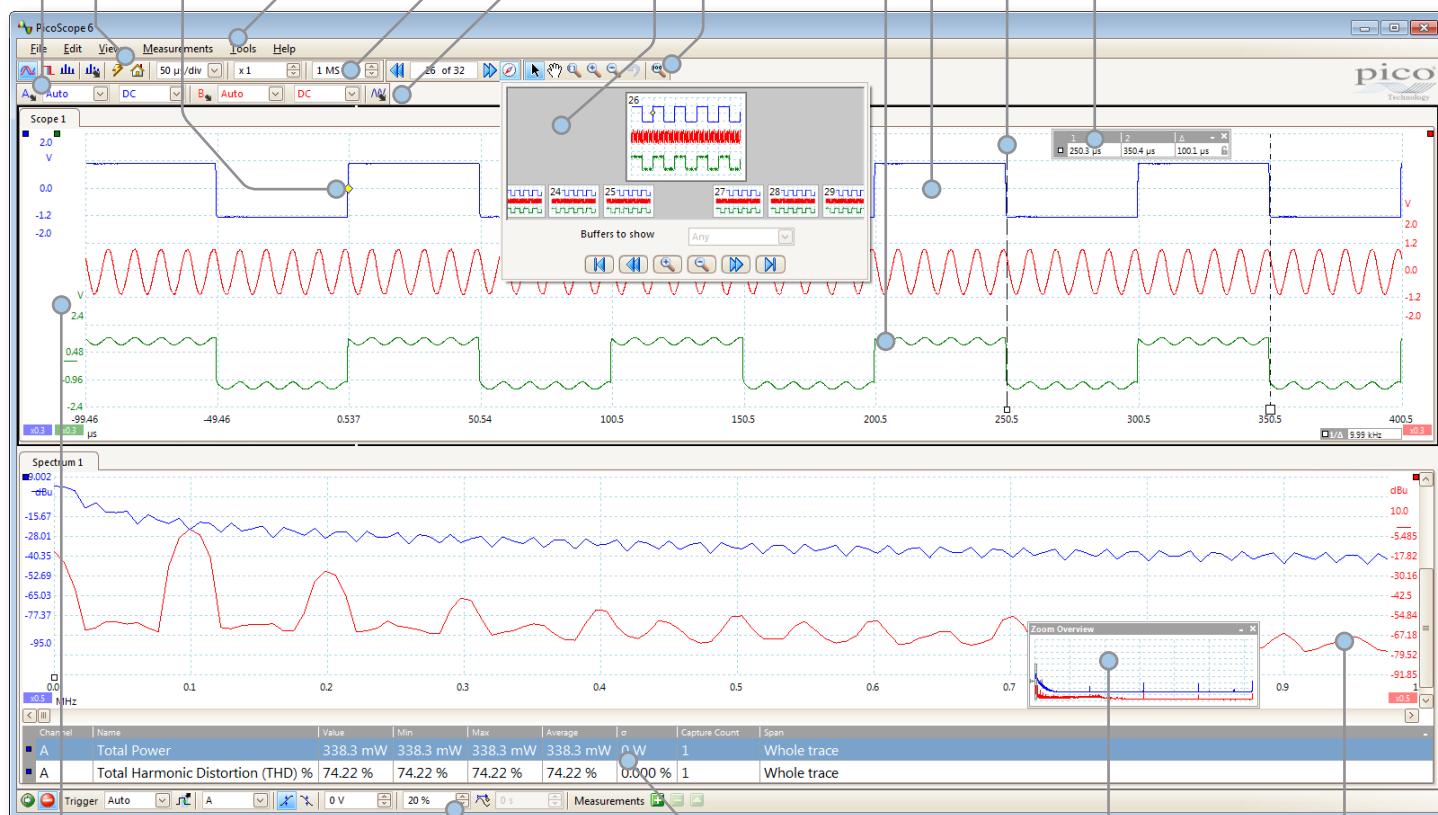 PicoScope 6
File Edit Views Measurements Tools Help
50 µs/div x 1 1 MS 26 of 32
pico
Technology
A Auto DC B Auto DC
Scope 1
2.0
V
0.0
-1.2
-2.0
26
24 25 27 28 29
Buffers to show Any
1 2 Δ
250.3 µs 350.4 µs 100.1 µs
V
2.0
1.2
0.0
-1.2
-2.0
V
2.4
0.48
-0.96
-2.4
-99.46 -49.46 0.537 50.54 100.5 150.5 200.5 250.5 300.5 350.5 400.5
x0.3 x0.3 µs
1/Δ 9.99 kHz x0.3
Spectrum 1
9.002
dBu
-15.67
-28.01
-40.35
-52.69
-65.03
-77.37
-95.0
dBu
10.0
-5.485
-17.82
-30.16
-42.5
-54.84
-67.18
-79.52
-91.85
Zoom Overview
0.0 0.1 0.2 0.3 0.4 0.5 0.6 0.7 0.9 1
x0.5 MHz x0.5
Channel Name Value Min Max Average σ Capture Count Span
A Total Power 338.3 mW 338.3 mW 338.3 mW 338.3 mW 0 W 1 Whole trace
A Total Harmonic Distortion (THD) % 74.22 % 74.22 % 74.22 % 74.22 % 0.000 % 1 Whole trace
Trigger Auto A 0 V 20 % 0 s Measurements